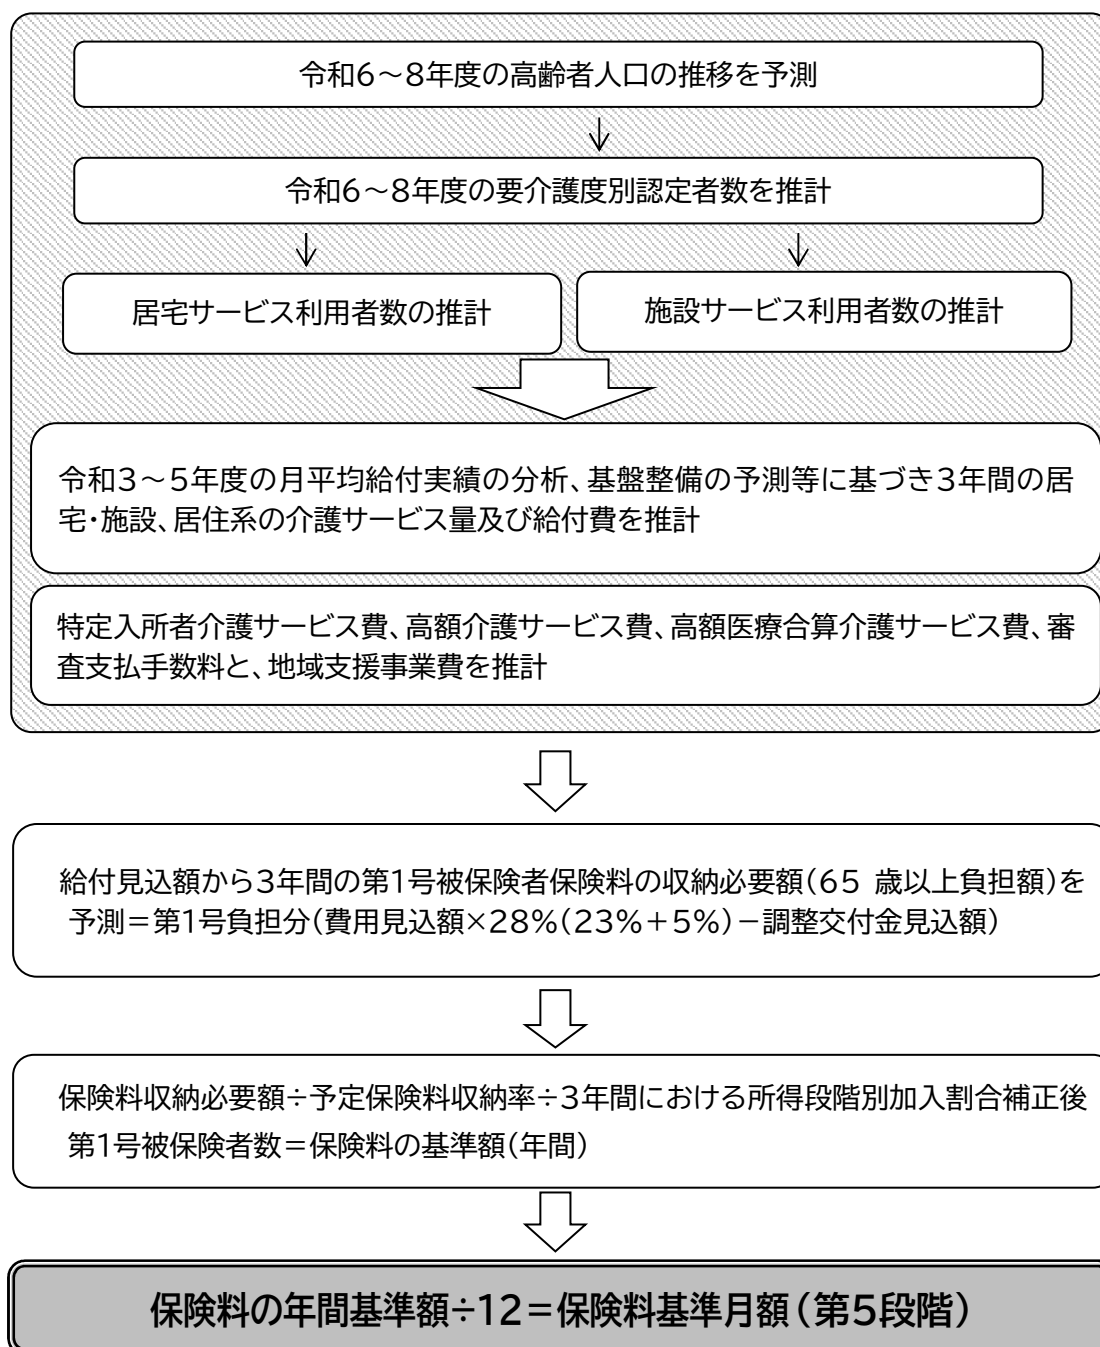 令和6～8年度の高齢者人口の推移を予測
令和6～8年度の要介護度別認定者数を推計
居宅サービス利用者数の推計
施設サービス利用者数の推計
令和3～5年度の月平均給付実績の分析、基盤整備の予測等に基づき3年間の居
宅・施設、居住系の介護サービス量及び給付費を推計
特定入所者介護サービス費、高額介護サービス費、高額医療合算介護サービス費、審
査支払手数料と、地域支援事業費を推計
給付見込額から3年間の第1号被保険者保険料の収納必要額(65 歳以上負担額)を
予測＝第1号負担分(費用見込額×28%(23%＋5%)－調整交付金見込額)
保険料収納必要額÷予定保険料収納率÷3年間における所得段階別加入割合補正後
第1号被保険者数＝保険料の基準額(年間)
保険料の年間基準額÷12＝保険料基準月額(第5段階)